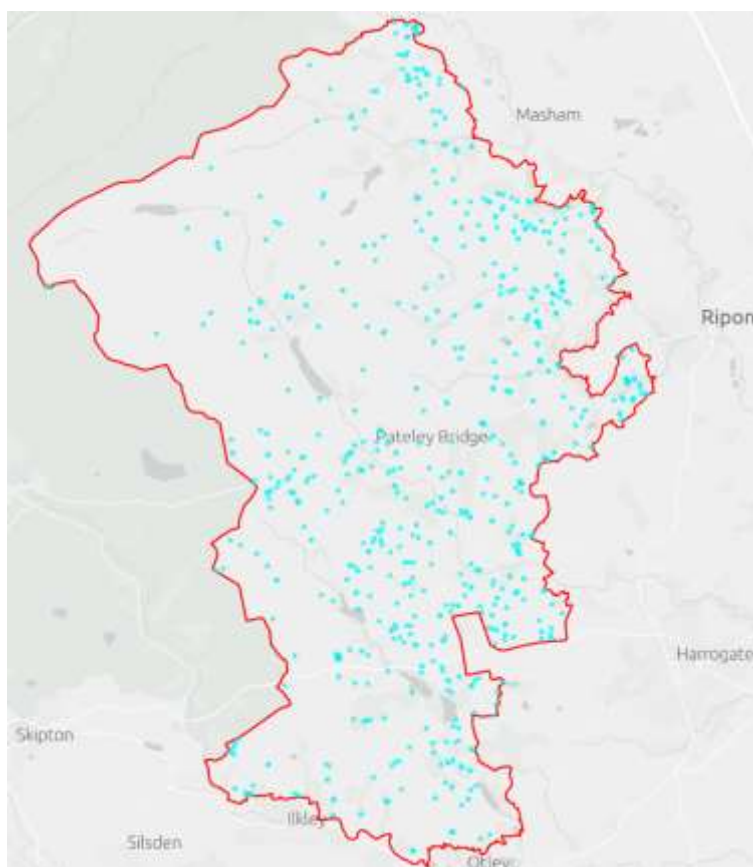 Masham
Ripon
Pateley Bridge
Harrogate
Skipton
Ilkley
Silsden
Otley